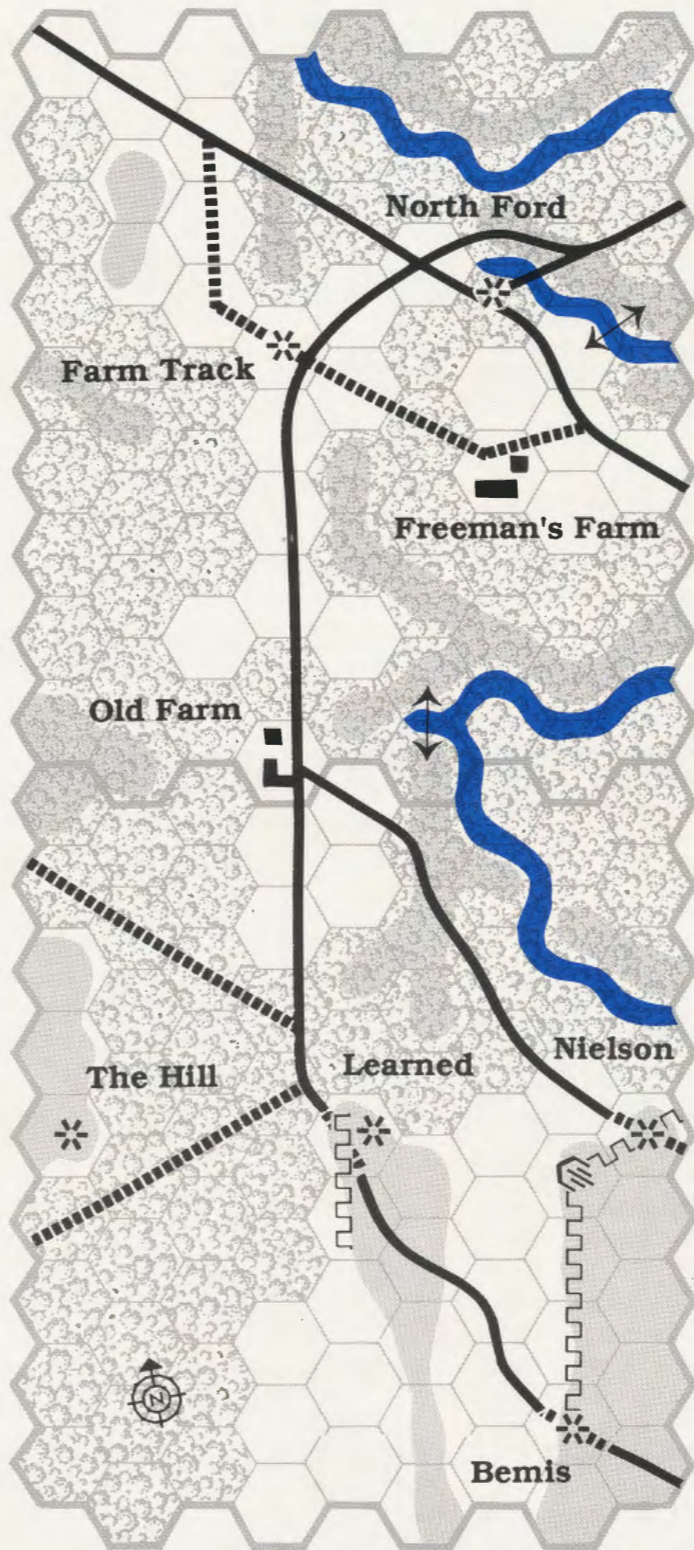 North Ford
Farm Track
Freeman's Farm
Old Farm
Nielson
The Hill
Learned
N
Bemis